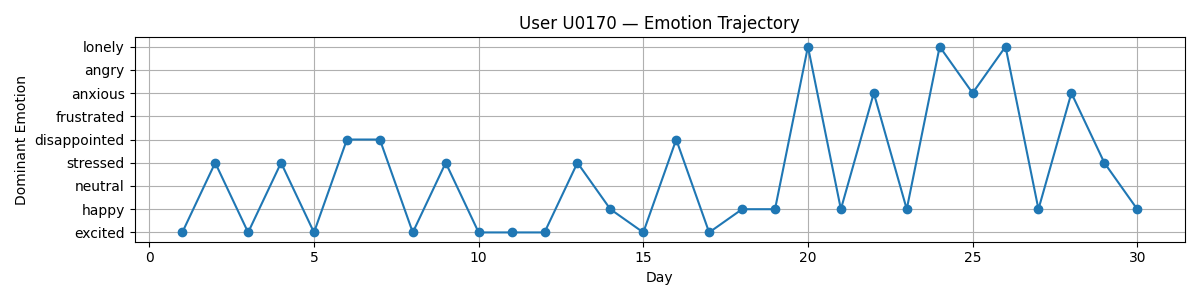 User U0170 — Emotion Trajectory
Dominant Emotion
lonely
angry
anxious
frustrated
disappointed
stressed
neutral
happy
excited
0 5 10 15 20 25 30
Day